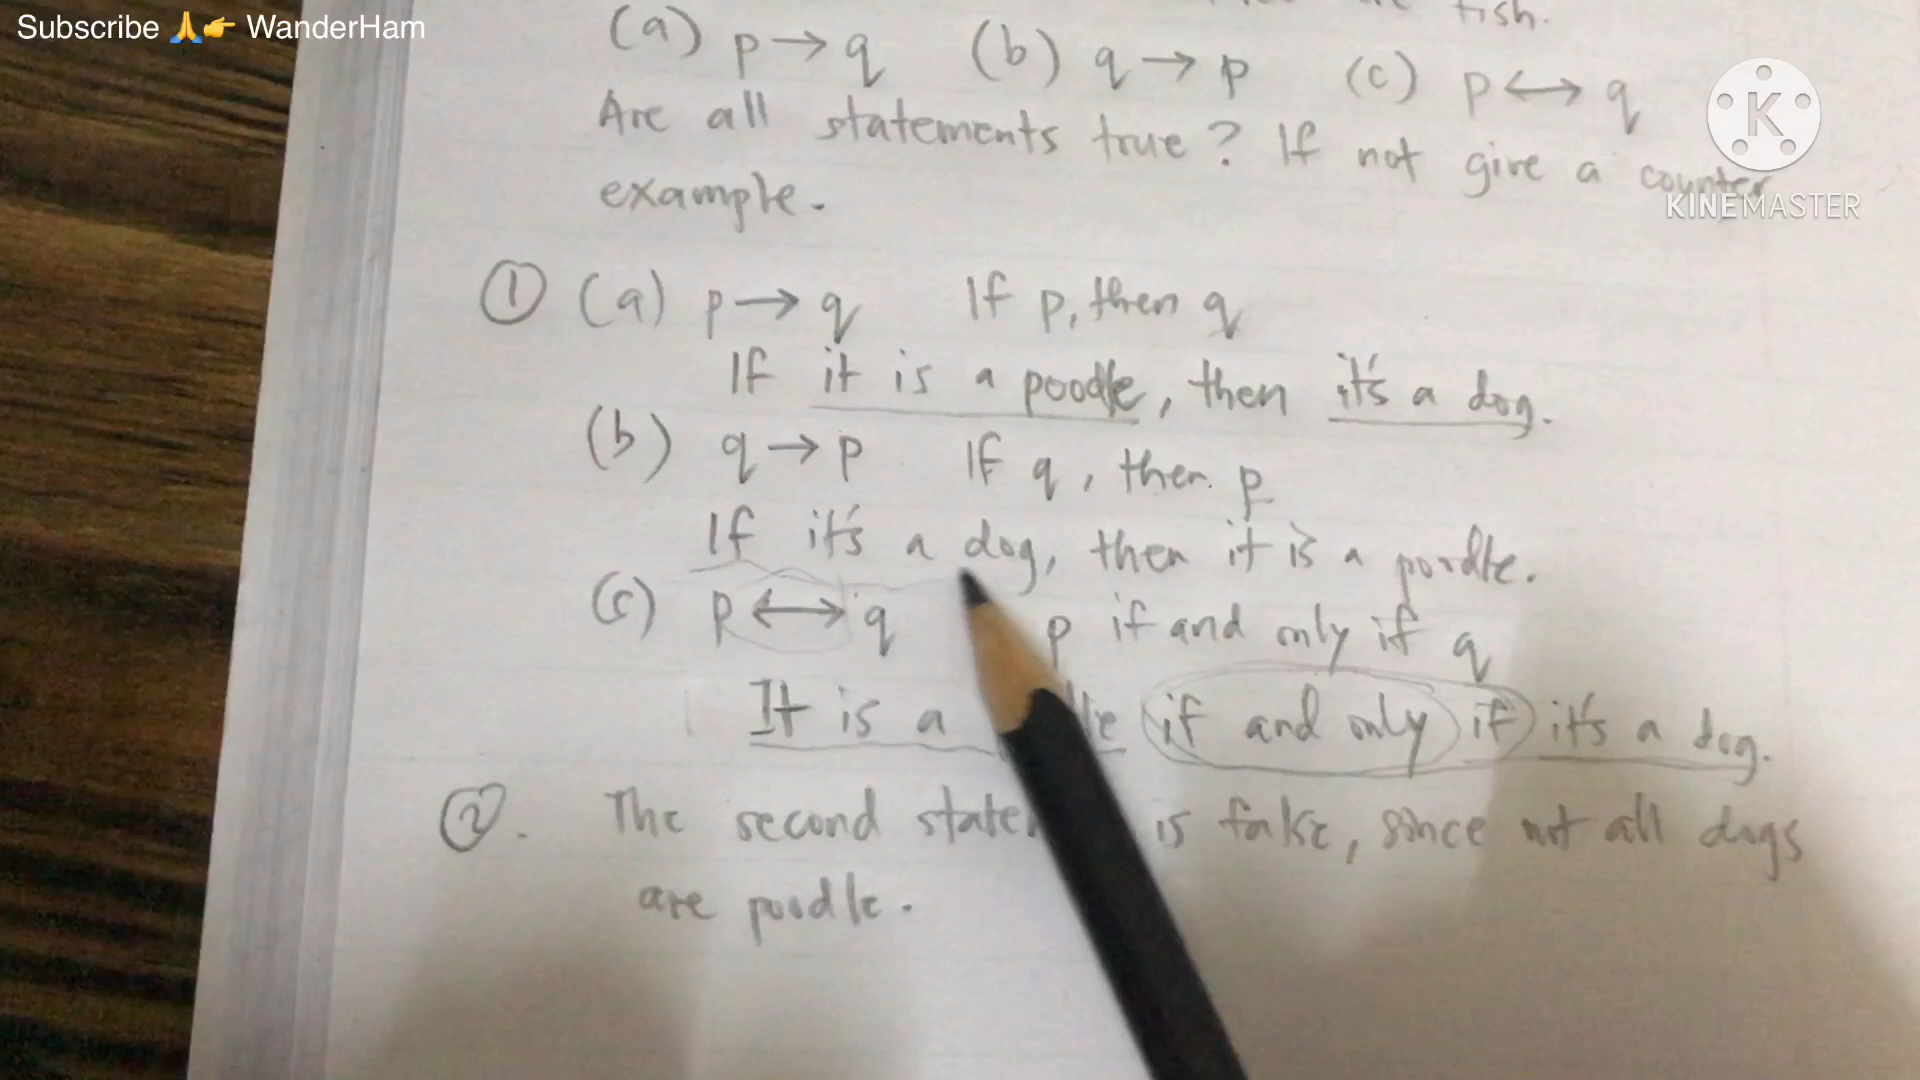 Subscribe 🙏👉 WanderHam
fish.
(a) p → q (b) q → p (c) p ↔ q
K
Are all statements true? If not give a counter
KINEMASTER
example.
① (a) p → q If p, then q
If it is a poodle, then it's a dog.
(b) q → p If q, then p
If it's a dog, then it is a poodle.
(c) p ↔ q p if and only if q
It is a if and only if it's a dog.
②. The second is false, since not all dogs
are poodle.